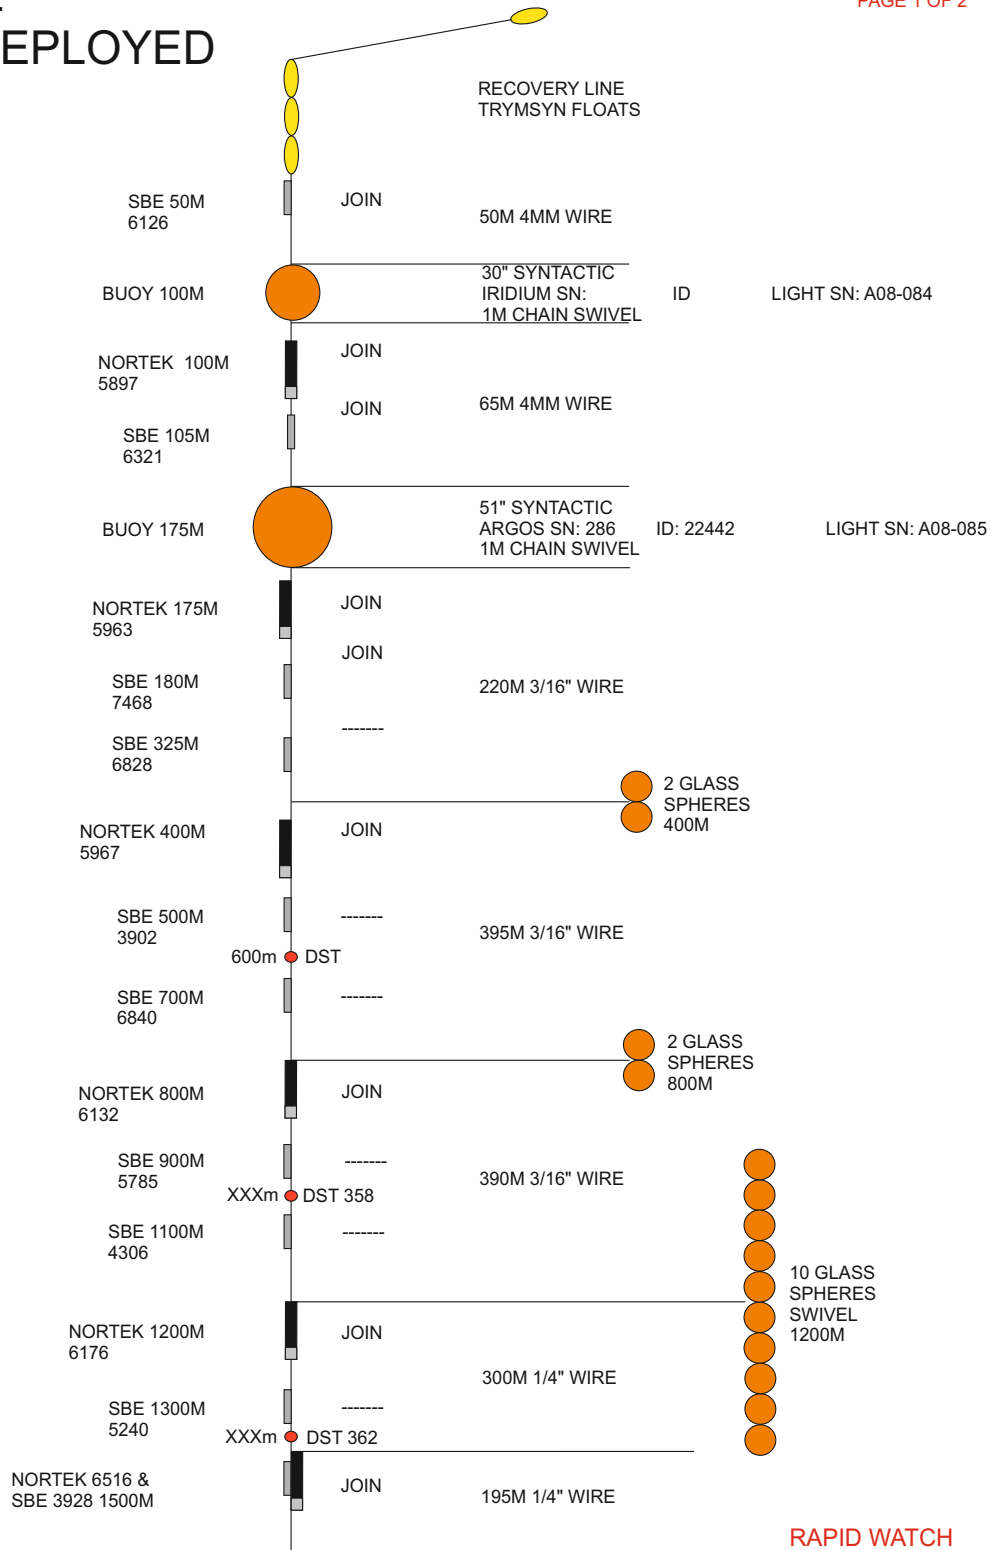 PAGE 1 OF 2
EPLOYED
RECOVERY LINE
TRYMSYN FLOATS
SBE 50M
6126
JOIN
50M 4MM WIRE
BUOY 100M
30" SYNTACTIC
IRIDIUM SN:
1M CHAIN SWIVEL
ID
LIGHT SN: A08-084
NORTEK  100M
5897
JOIN
JOIN
65M 4MM WIRE
SBE 105M
6321
BUOY 175M
51" SYNTACTIC
ARGOS SN: 286
1M CHAIN SWIVEL
ID: 22442
LIGHT SN: A08-085
NORTEK 175M
5963
JOIN
JOIN
SBE 180M
7468
220M 3/16" WIRE
-------
SBE 325M
6828
2 GLASS
SPHERES
400M
NORTEK 400M
5967
JOIN
SBE 500M
3902
-------
395M 3/16" WIRE
600m DST
SBE 700M
6840
-------
2 GLASS
SPHERES
800M
NORTEK 800M
6132
JOIN
SBE 900M
5785
-------
390M 3/16" WIRE
XXXm DST 358
SBE 1100M
4306
-------
10 GLASS
SPHERES
SWIVEL
1200M
NORTEK 1200M
6176
JOIN
300M 1/4" WIRE
SBE 1300M
5240
-------
XXXm DST 362
NORTEK 6516 &
SBE 3928 1500M
JOIN
195M 1/4" WIRE
RAPID WATCH